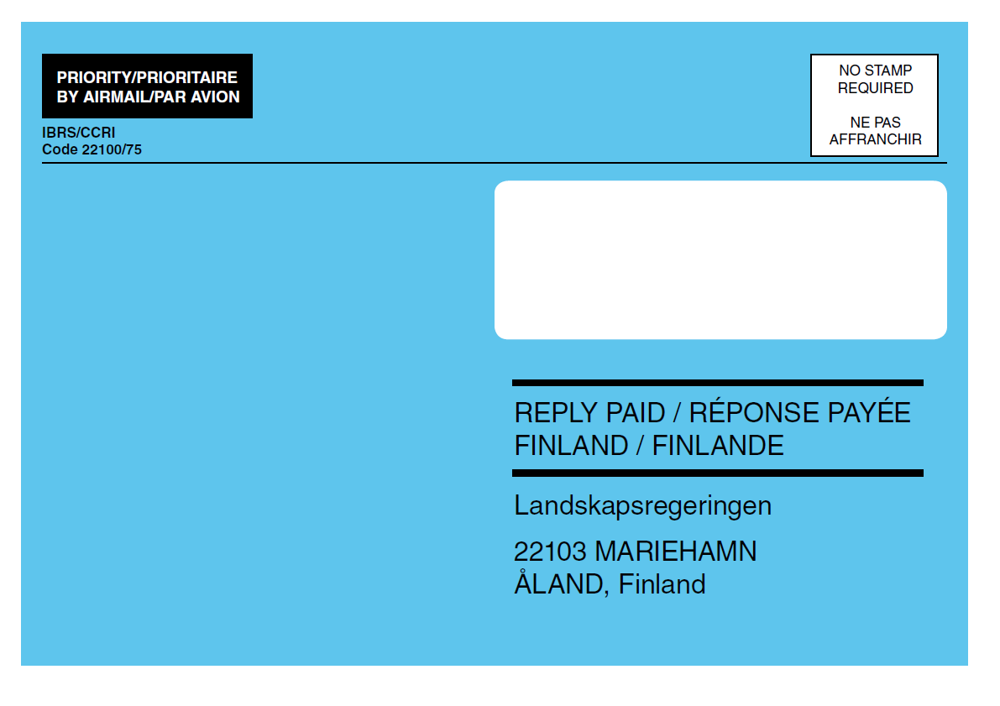 PRIORITY/PRIORITAIRE
BY AIRMAIL/PAR AVION
IBRS/CCRI
Code 22100/75
NO STAMP
REQUIRED
NE PAS
AFFRANCHIR
REPLY PAID / RÉPONSE PAYÉE
FINLAND / FINLANDE
Landskapsregeringen
22103 MARIEHAMN
ÅLAND, Finland